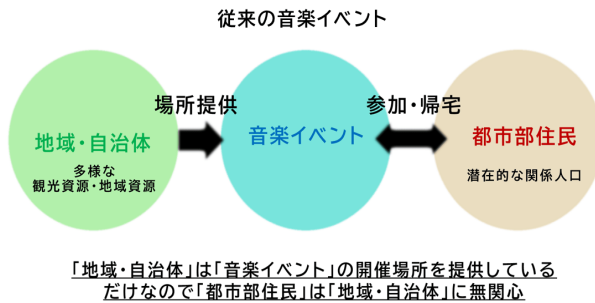 従来の音楽イベント
場所提供
参加・帰宅
地域・自治体
音楽イベント
都市部住民
多様な
観光資源・地域資源
潜在的な関係人口
「地域・自治体」は「音楽イベント」の開催場所を提供している
だけなので「都市部住民」は「地域・自治体」に無関心